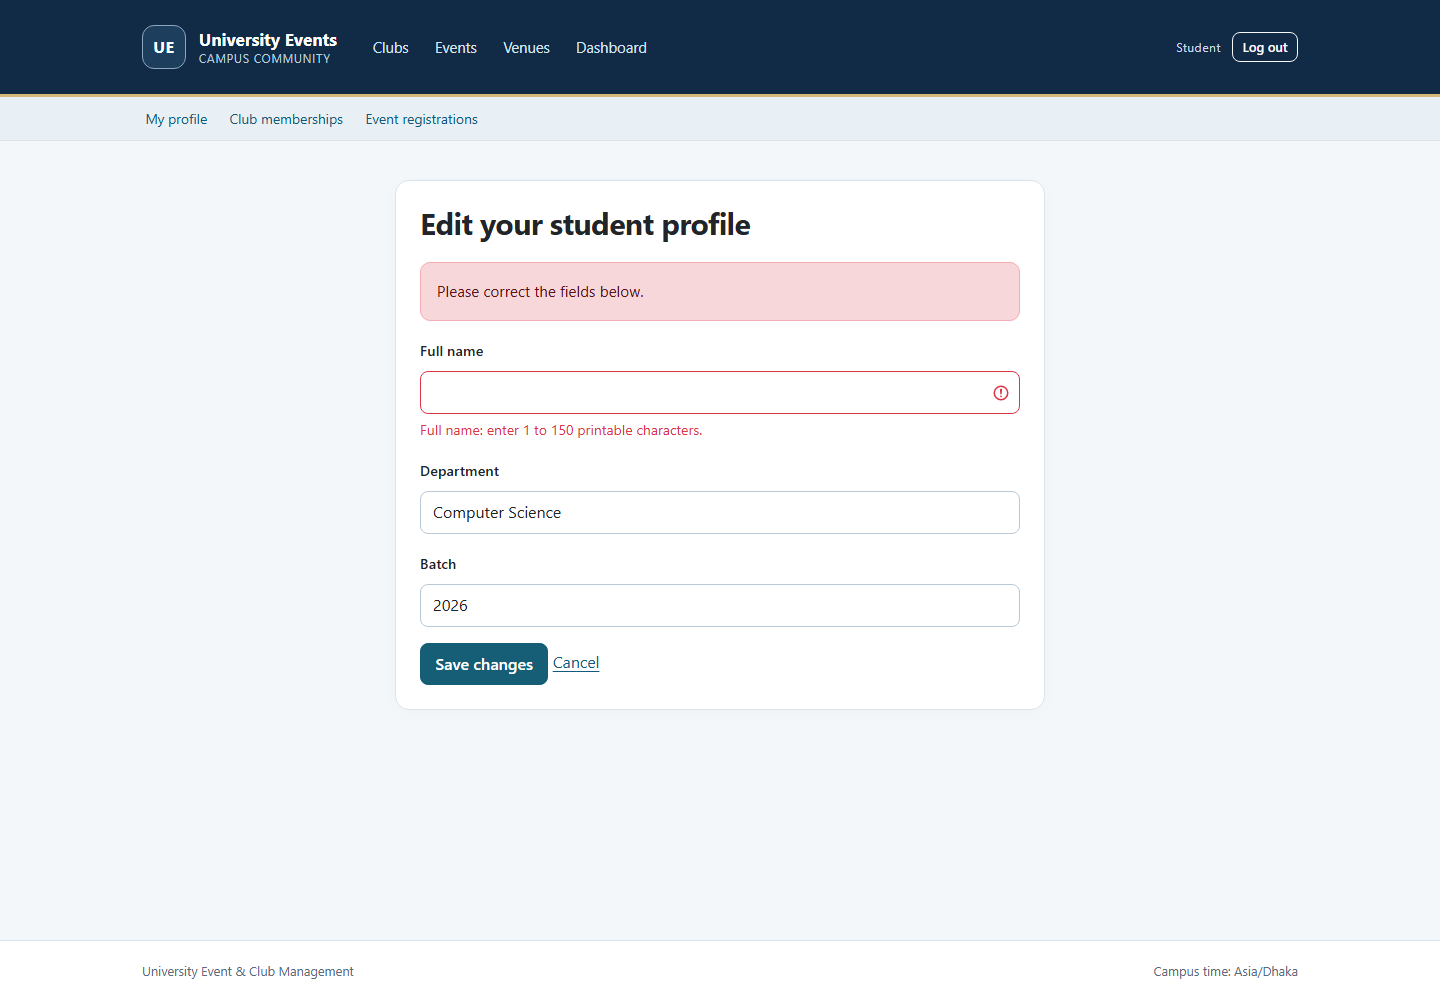 UE
University Events
CAMPUS COMMUNITY
Clubs
Events
Venues
Dashboard
Student
Log out
My profile
Club memberships
Event registrations
Edit your student profile
Please correct the fields below.
Full name
Full name: enter 1 to 150 printable characters.
Department
Computer Science
Batch
2026
Save changes
Cancel
University Event & Club Management
Campus time: Asia/Dhaka